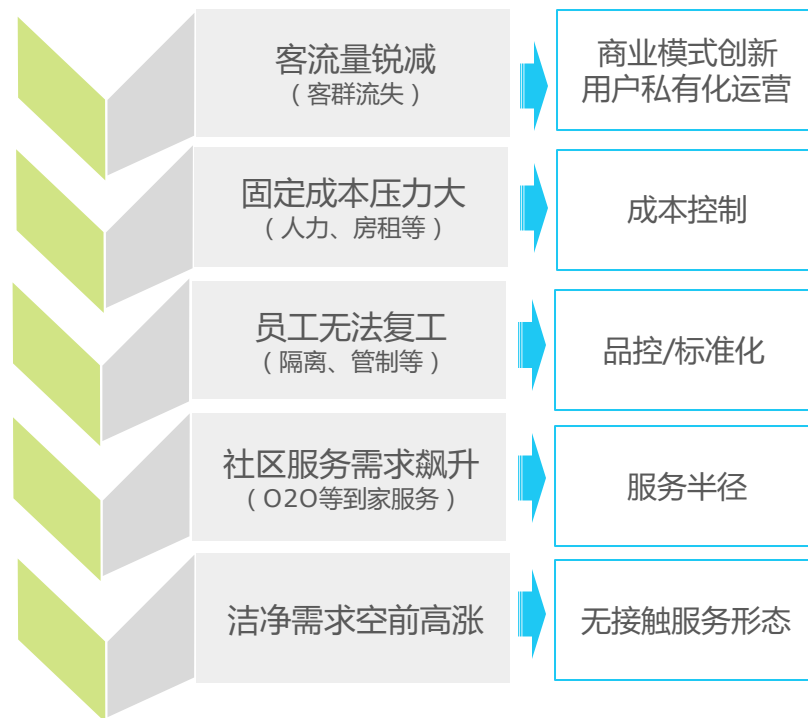 客流量锐减
（客群流失）
商业模式创新
用户私有化运营
固定成本压力大
（人力、房租等）
成本控制
员工无法复工
（隔离、管制等）
品控/标准化
社区服务需求飙升
（O2O等到家服务）
服务半径
洁净需求空前高涨
无接触服务形态